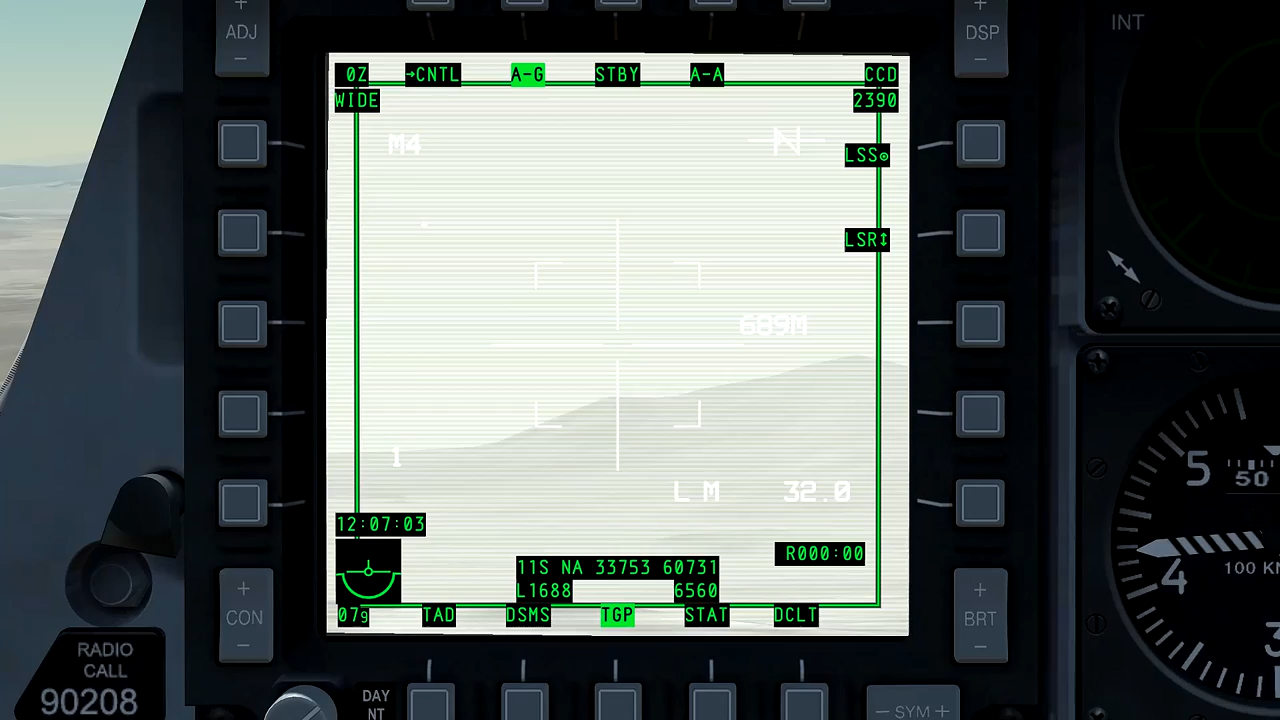 ADJ
DSP
INT
0Z →CNTL A-G STBY A-A CCD
WIDE 2390
M4 N
LSS⊙
LSR↕
689M
I
L M 32.0
12:07:03
R000:00
11S NA 33753 60731
L1688 6560
07g TAD DSMS TGP STAT DCLT
CON
BRT
5
50
4
100 KN
3
RADIO
CALL
90208
DAY
NT
SYM